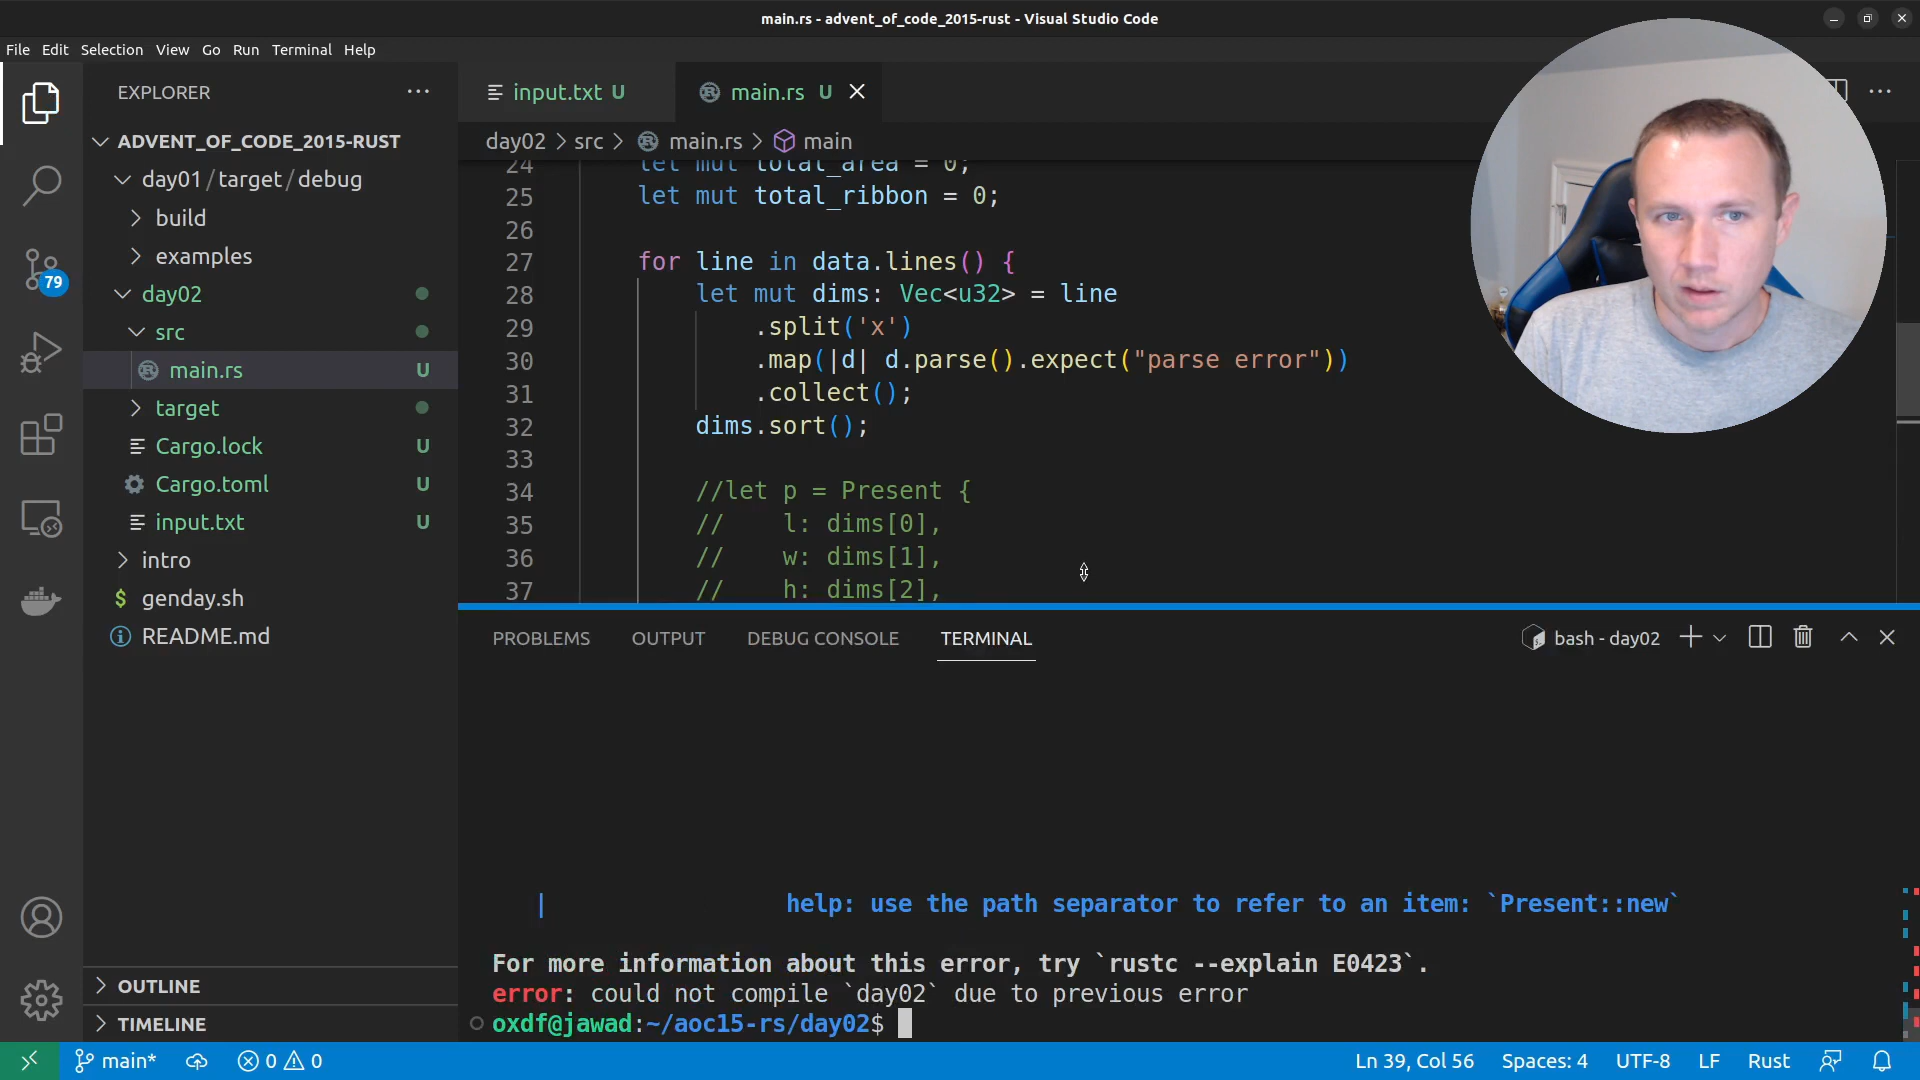 main.rs - advent_of_code_2015-rust - Visual Studio Code
File Edit Selection View Go Run Terminal Help
EXPLORER
ADVENT_OF_CODE_2015-RUST
day01/target/debug
build
examples
79
day02
src
main.rs U
target
Cargo.lock U
Cargo.toml U
input.txt U
intro
$ genday.sh
README.md
OUTLINE
TIMELINE
input.txt U main.rs U
day02 > src > main.rs > main
24 let mut total_area = 0;
25 let mut total_ribbon = 0;
26
27 for line in data.lines() {
28 let mut dims: Vec<u32> = line
29 .split('x')
30 .map(|d| d.parse().expect("parse error"))
31 .collect();
32 dims.sort();
33
34 //let p = Present {
35 // l: dims[0],
36 // w: dims[1],
37 // h: dims[2],
PROBLEMS OUTPUT DEBUG CONSOLE TERMINAL
bash - day02
| help: use the path separator to refer to an item: `Present::new`
For more information about this error, try `rustc --explain E0423`.
error: could not compile `day02` due to previous error
oxdf@jawad:~/aoc15-rs/day02$
main* 0 0 Ln 39, Col 56 Spaces: 4 UTF-8 LF Rust